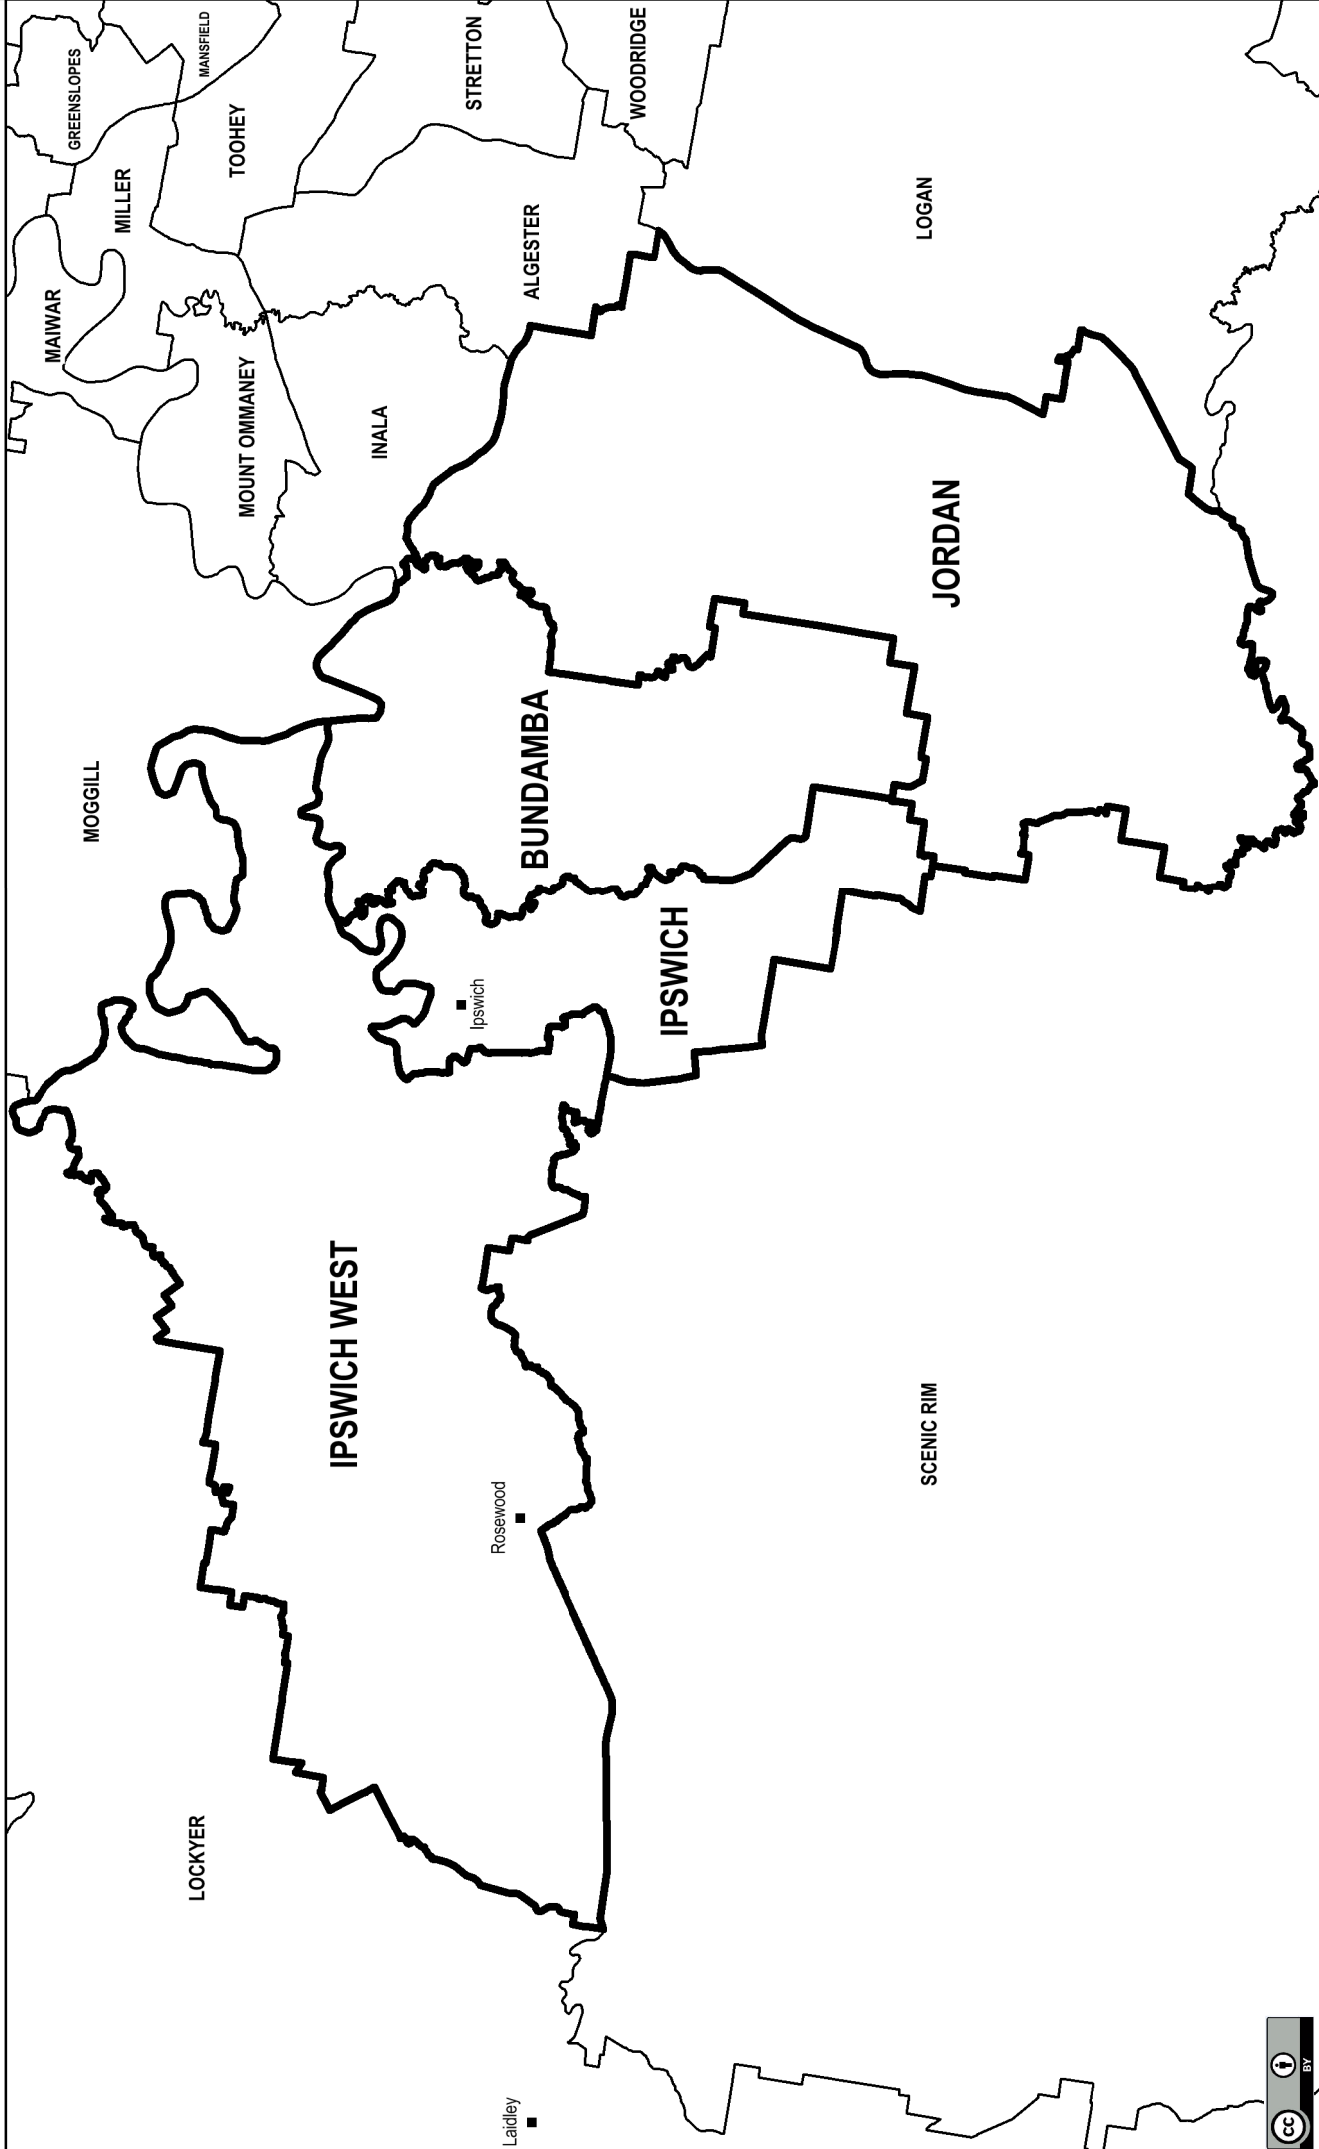 GREENSLOPES
MANSFIELD
STRETTON
WOODRIDGE
TOOHEY
MILLER
MAIWAR
ALGESTER
LOGAN
MOUNT OMMANEY
INALA
JORDAN
MOGGILL
BUNDAMBA
IPSWICH
Ipswich
IPSWICH WEST
Rosewood
SCENIC RIM
LOCKYER
Laidley
cc
BY